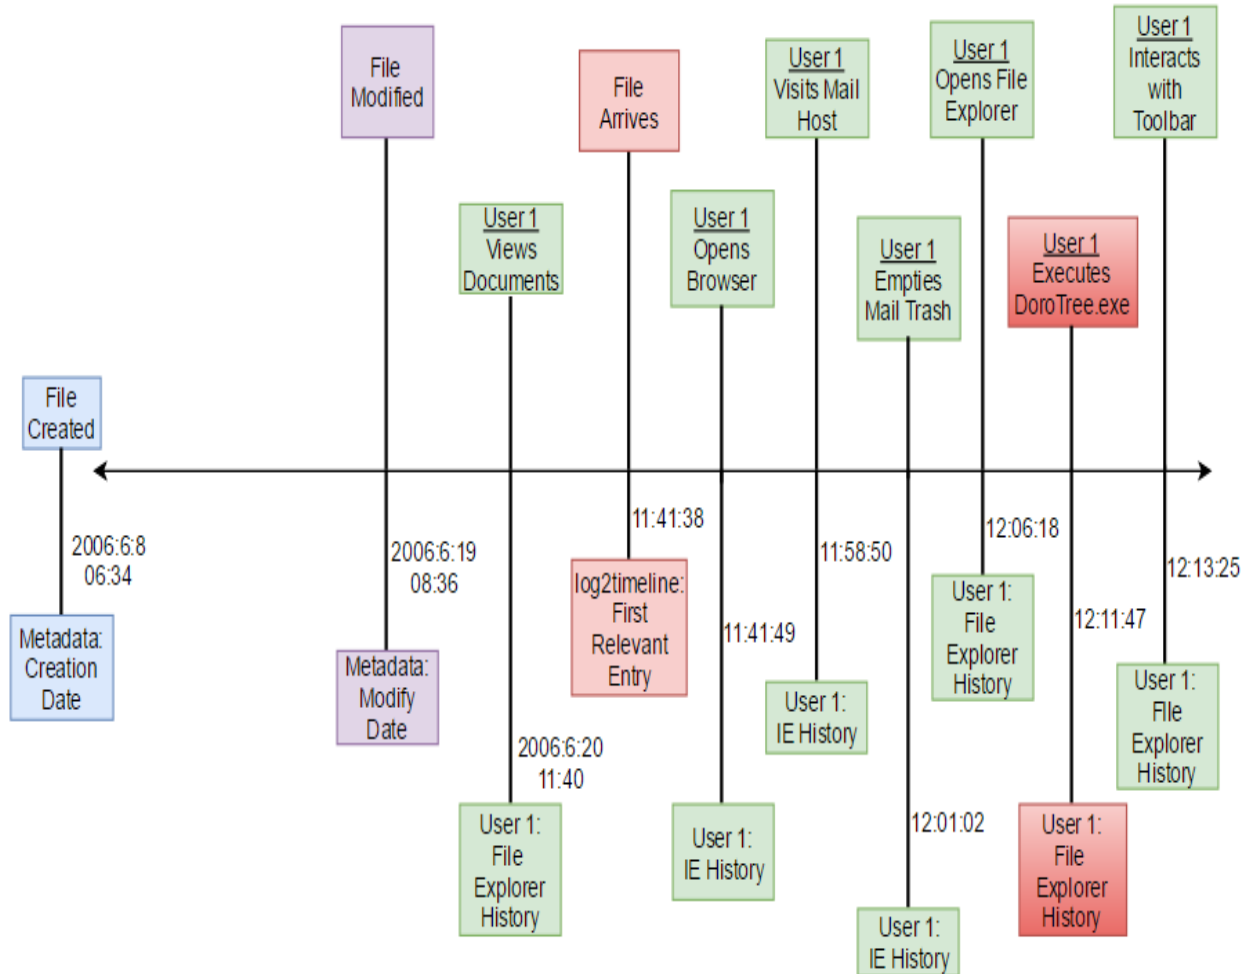 File
Created
2006:6:8
06:34
Metadata:
Creation
Date
File
Modified
2006:6:19
08:36
Metadata:
Modify
Date
User 1
Views
Documents
2006:6:20
11:40
User 1:
File
Explorer
History
File
Arrives
11:41:38
log2timeline:
First
Relevant
Entry
User 1
Opens
Browser
11:41:49
User 1:
IE History
User 1
Visits Mail
Host
11:58:50
User 1:
IE History
User 1
Empties
Mail Trash
12:01:02
User 1:
IE History
User 1
Opens File
Explorer
12:06:18
User 1:
File
Explorer
History
User 1
Executes
DoroTree.exe
12:11:47
User 1:
File
Explorer
History
User 1
Interacts
with
Toolbar
12:13:25
User 1:
FIle
Explorer
History